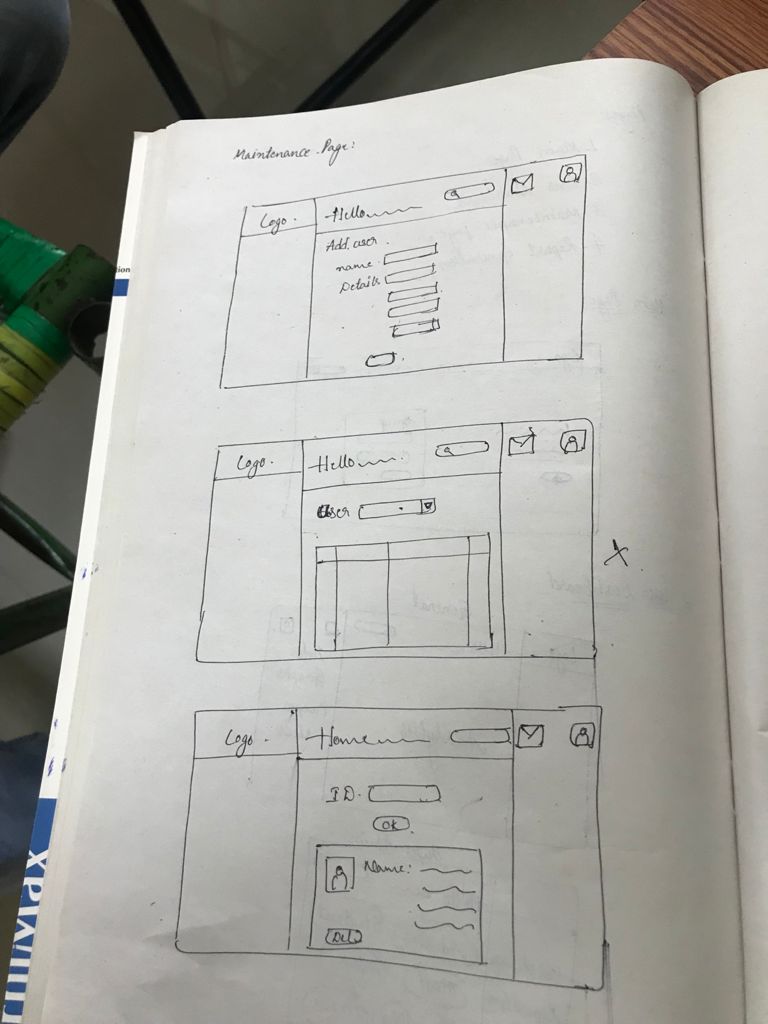 Maintenance Page:
Logo. Hello
Add user.
name.
Details
Logo. Hello
User
X
Logo. Home
ID.
OK
Name:
Del